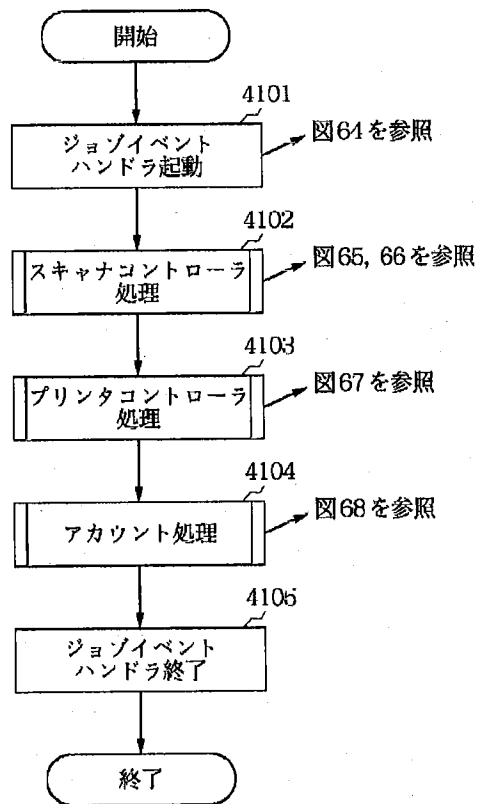 開始
4101
ジョゾイベント
ハンドラ起動
図64を参照
4102
スキャナコントローラ
処理
図65, 66を参照
4103
プリンタコントローラ
処理
図67を参照
4104
アカウント処理
図68を参照
4105
ジョゾイベント
ハンドラ終了
終了